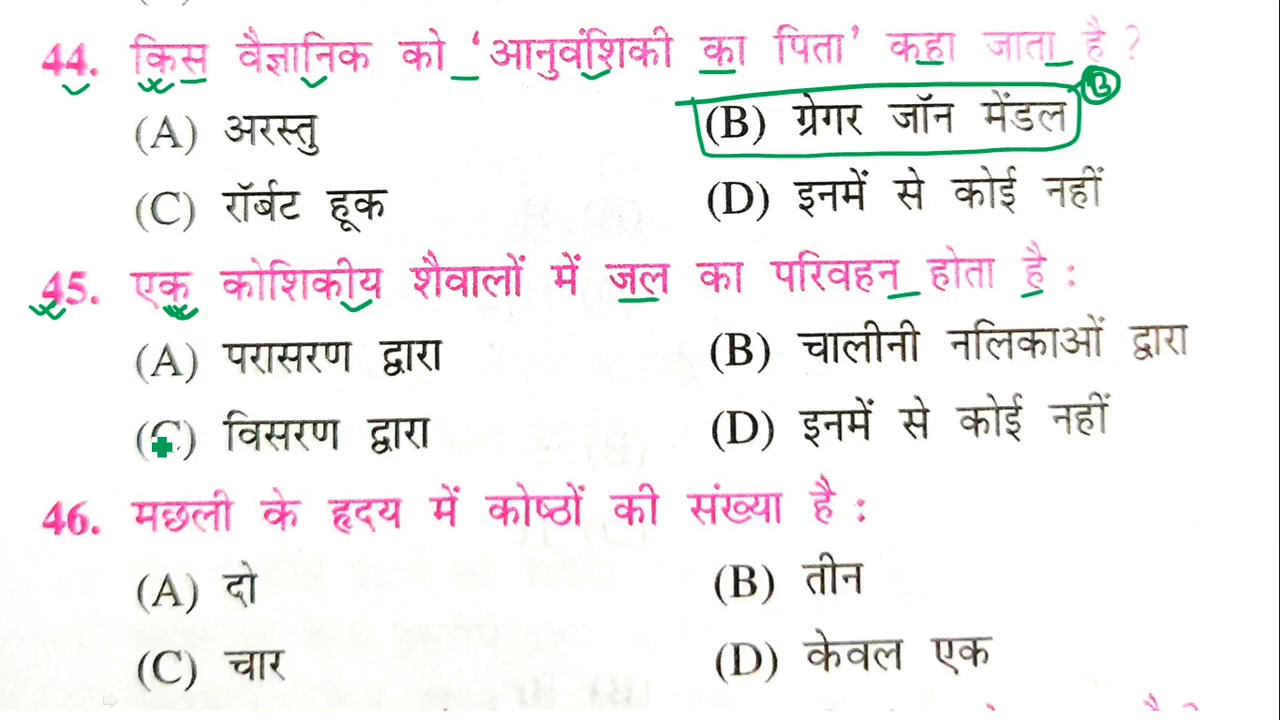 44. किस वैज्ञानिक को ‘आनुवंशिकी का पिता’ कहा जाता है ?
B
(A) अरस्तु (B) ग्रेगर जॉन मेंडल
(C) रॉर्बट हूक (D) इनमें से कोई नहीं
45. एक कोशिकीय शैवालों में जल का परिवहन होता है :
(A) परासरण द्वारा (B) चालीनी नलिकाओं द्वारा
(C) विसरण द्वारा (D) इनमें से कोई नहीं
46. मछली के हृदय में कोष्ठों की संख्या है :
(A) दो (B) तीन
(C) चार (D) केवल एक